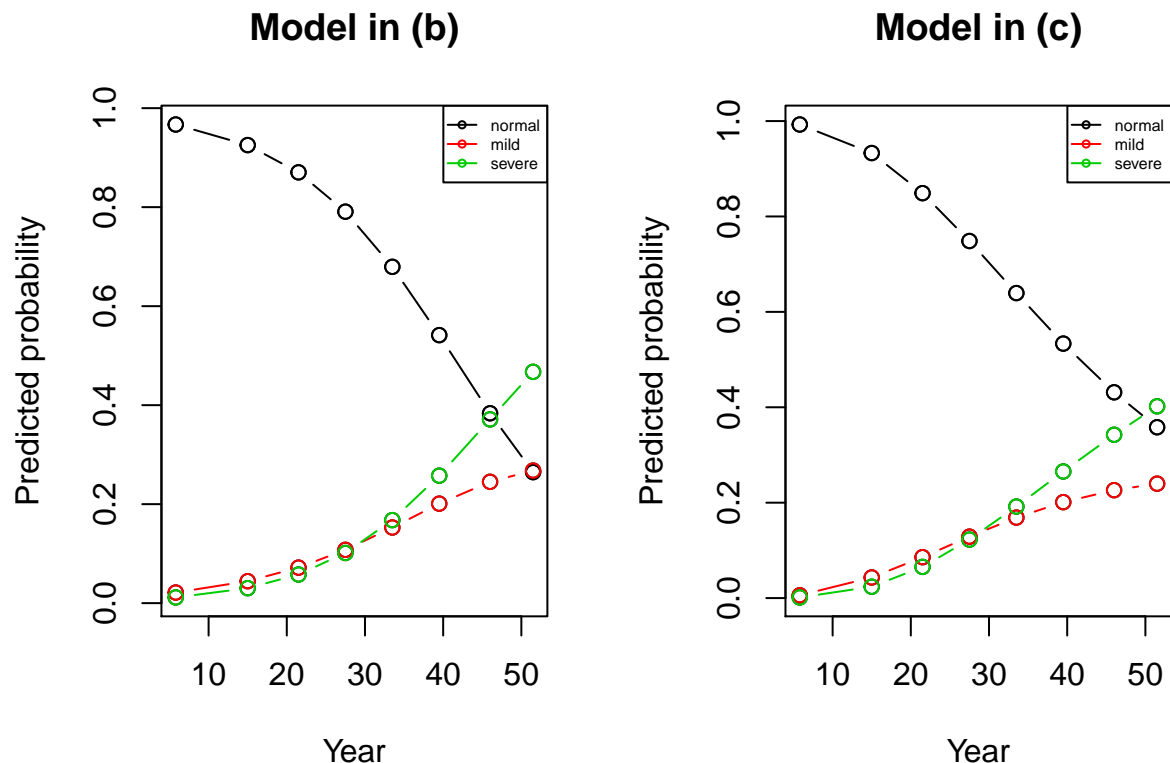 Model in (b)
1.0
0.8
0.6
0.4
0.2
0.0
Predicted probability
normal
mild
severe
10 20 30 40 50
Year
Model in (c)
1.0
0.8
0.6
0.4
0.2
0.0
Predicted probability
normal
mild
severe
10 20 30 40 50
Year